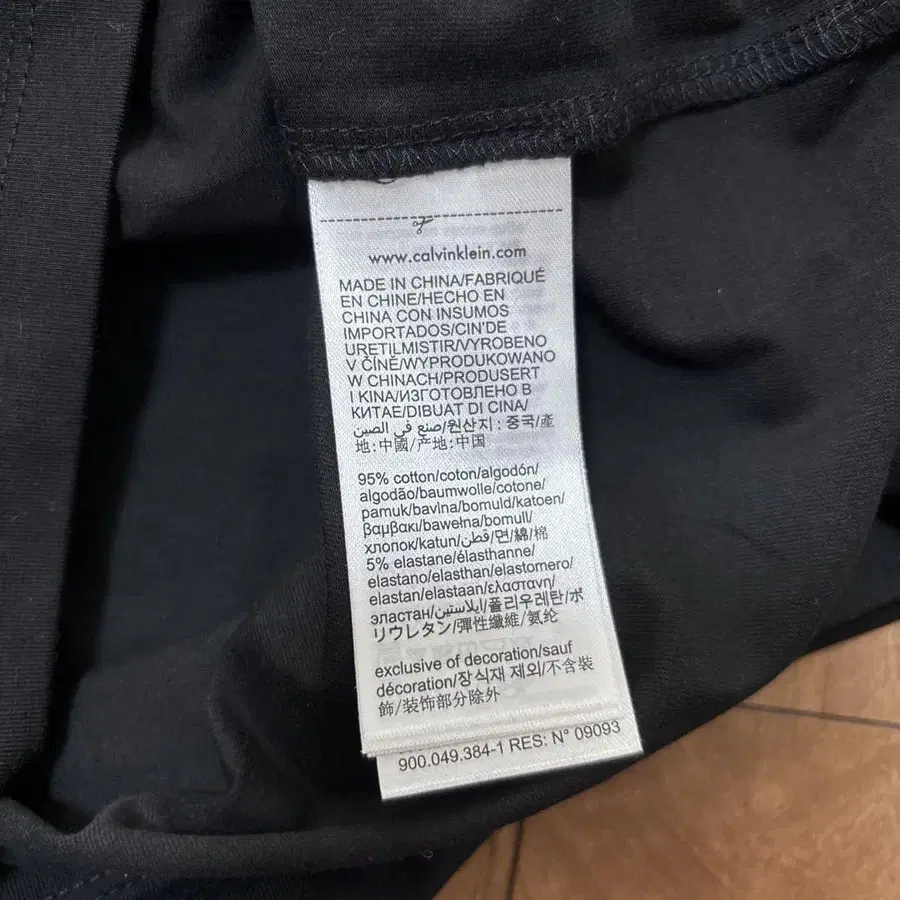 www.calvinklein.com
MADE IN CHINA/FABRIQUÉ
EN CHINE/HECHO EN
CHINA CON INSUMOS
IMPORTADOS/CIN'DE
URETILMISTIR/VYROBENO
V ČÍNĚ/WYPRODUKOWANO
W CHINACH/PRODUSERT
I KINA/ИЗГОТОВЛЕНО В
КИТАЕ/DIBUAT DI CINA/
صنع في الصين/원산지 : 중국/產
地:中國/产地:中国
95% cotton/coton/algodón/
algodão/baumwolle/cotone/
pamuk/bavlna/bomuld/katoen/
βαμβακι/bawełna/bomull/
хлопок/katun/قطن/면/綿/棉
5% elastane/élasthanne/
elastano/elasthan/elastomero/
elastan/elastaan/ελαστανη/
эластан/ايلاستين/폴리우레탄/ポ
リウレタン/彈性纖維/氨纶
exclusive of decoration/sauf
décoration/장식재 제외/不含裝
飾/装饰部分除外
900.049.384-1 RES: N° 09093